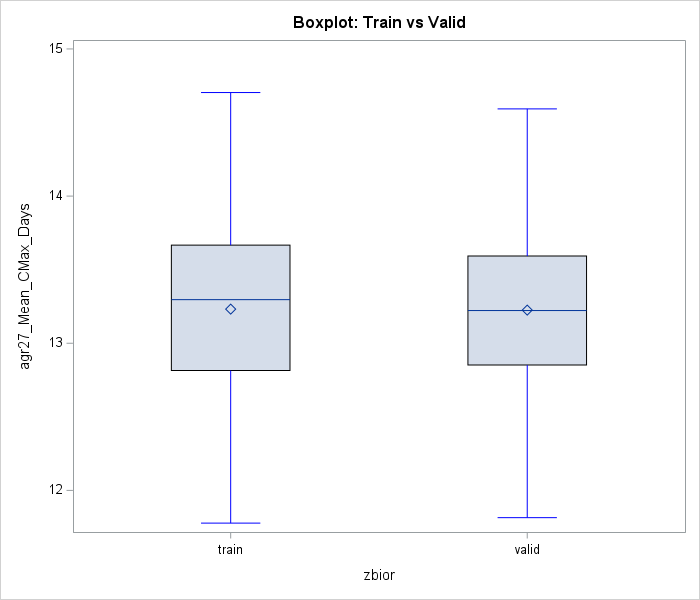 Boxplot: Train vs Valid
15
14
13
12
agr27_Mean_CMax_Days
train
valid
zbior